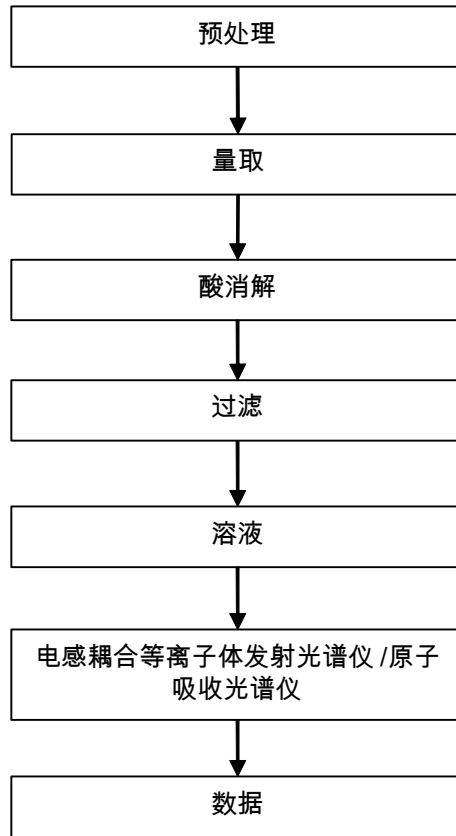 预处理
量取
酸消解
过滤
溶液
电感耦合等离子体发射光谱仪 /原子
吸收光谱仪
数据